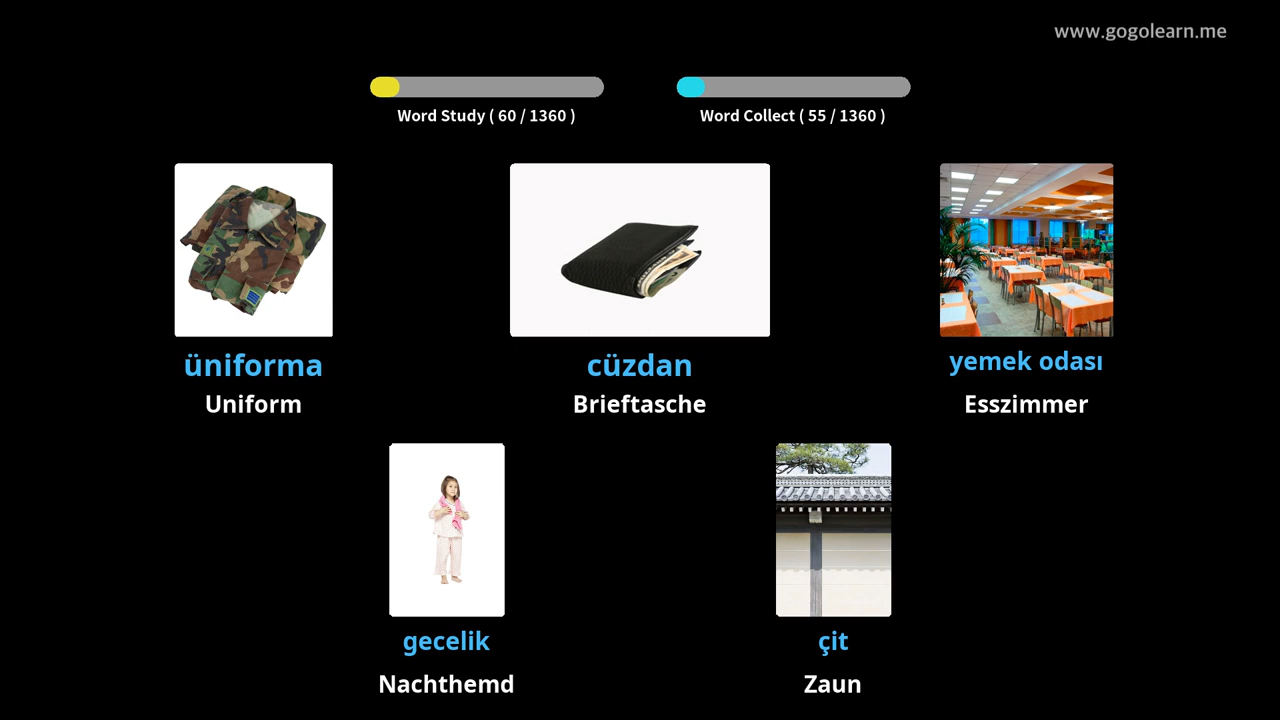 www.gogolearn.me
Word Study ( 60 / 1360 )
Word Collect ( 55 / 1360 )
üniforma
Uniform
cüzdan
Brieftasche
yemek odası
Esszimmer
gecelik
Nachthemd
çit
Zaun